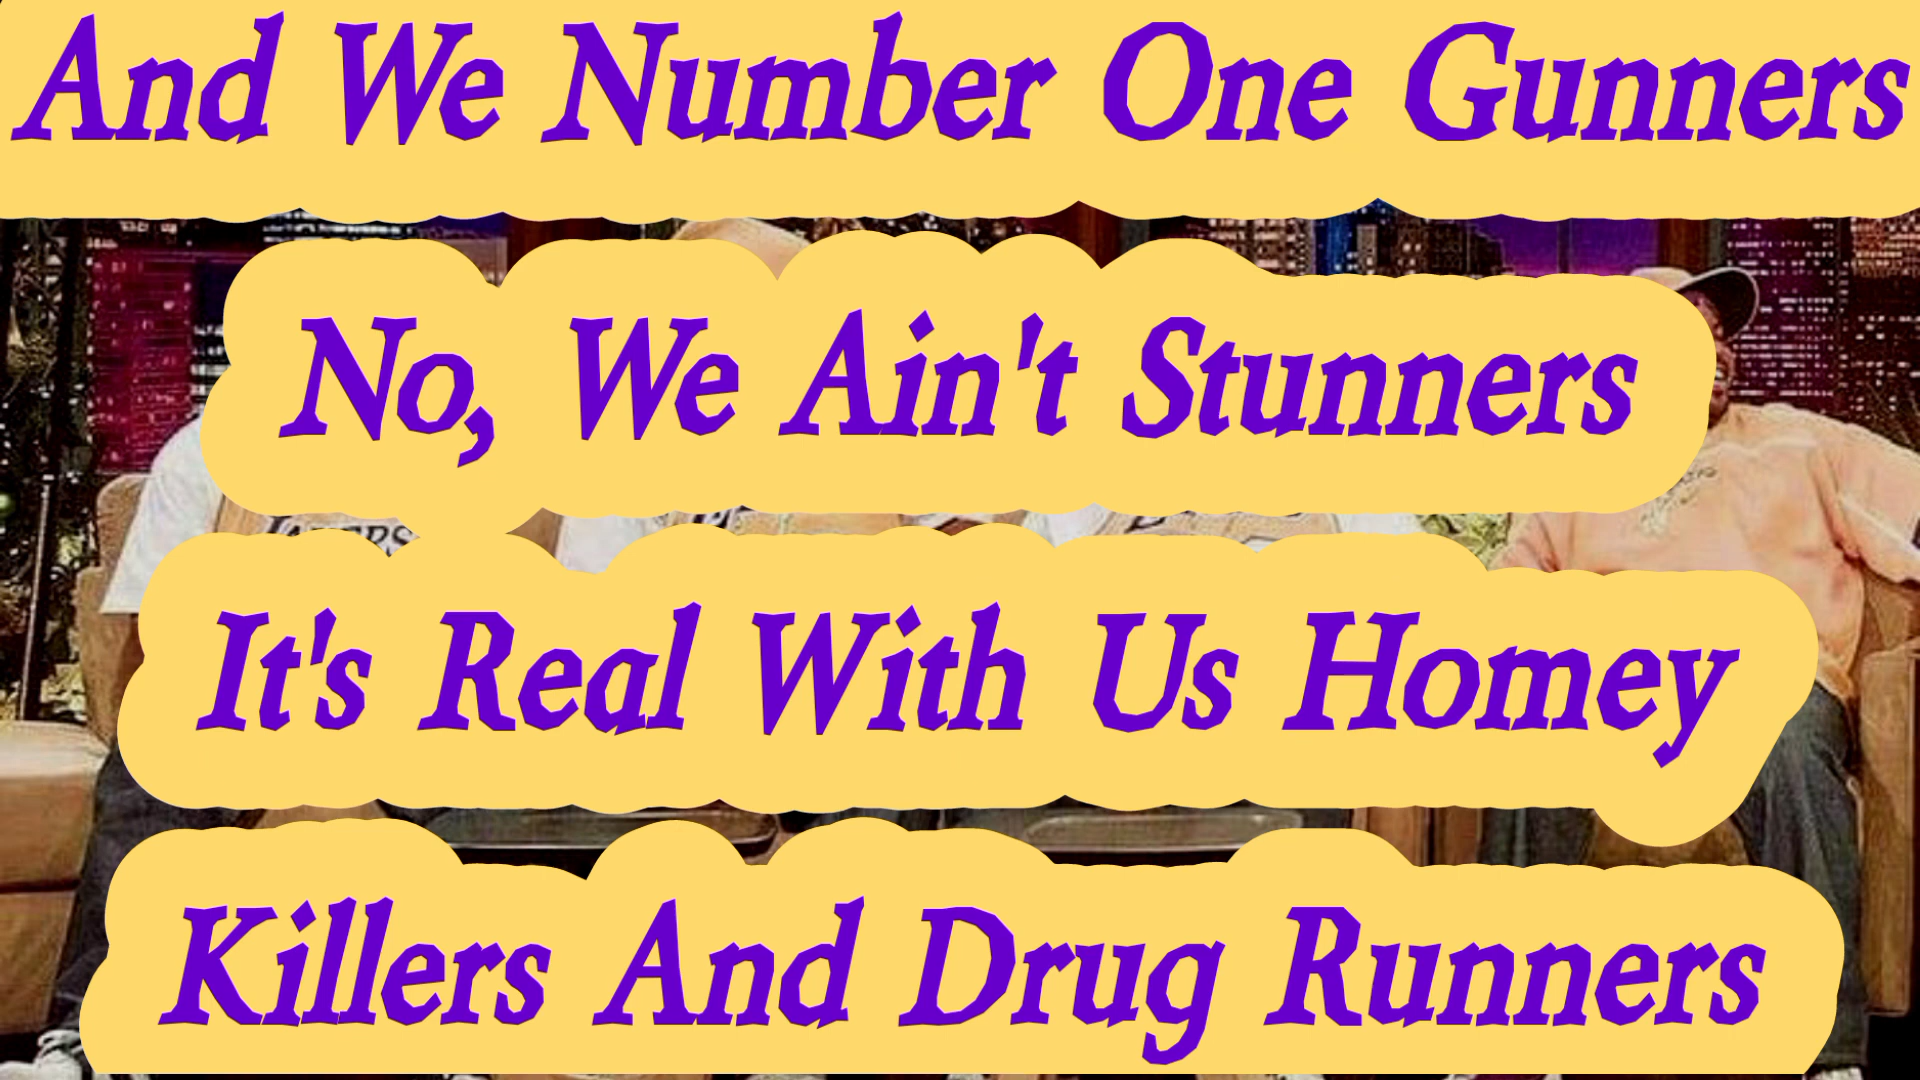 And We Number One Gunners
No, We Ain't Stunners
It's Real With Us Homey
Killers And Drug Runners